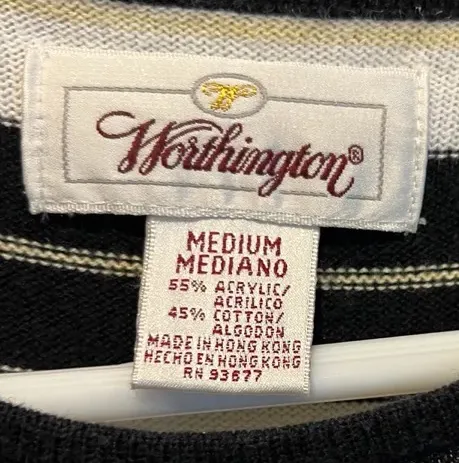 Worthington®
MEDIUM
MEDIANO
55% ACRYLIC/
ACRILICO
45% COTTON/
ALGODON
MADE IN HONG KONG
HECHO EN HONG KONG
RN 93677